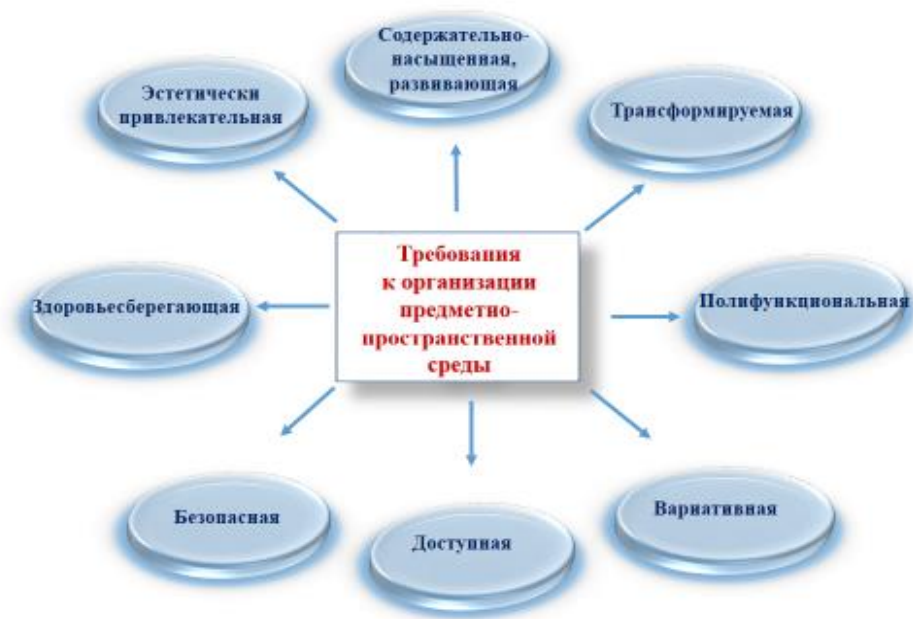 Содержательно-
насыщенная,
развивающая
Эстетически
привлекательная
Трансформируемая
Требования
к организации
предметно-
пространственной
среды
Здоровьесберегающая
Полифункциональная
Безопасная
Доступная
Вариативная